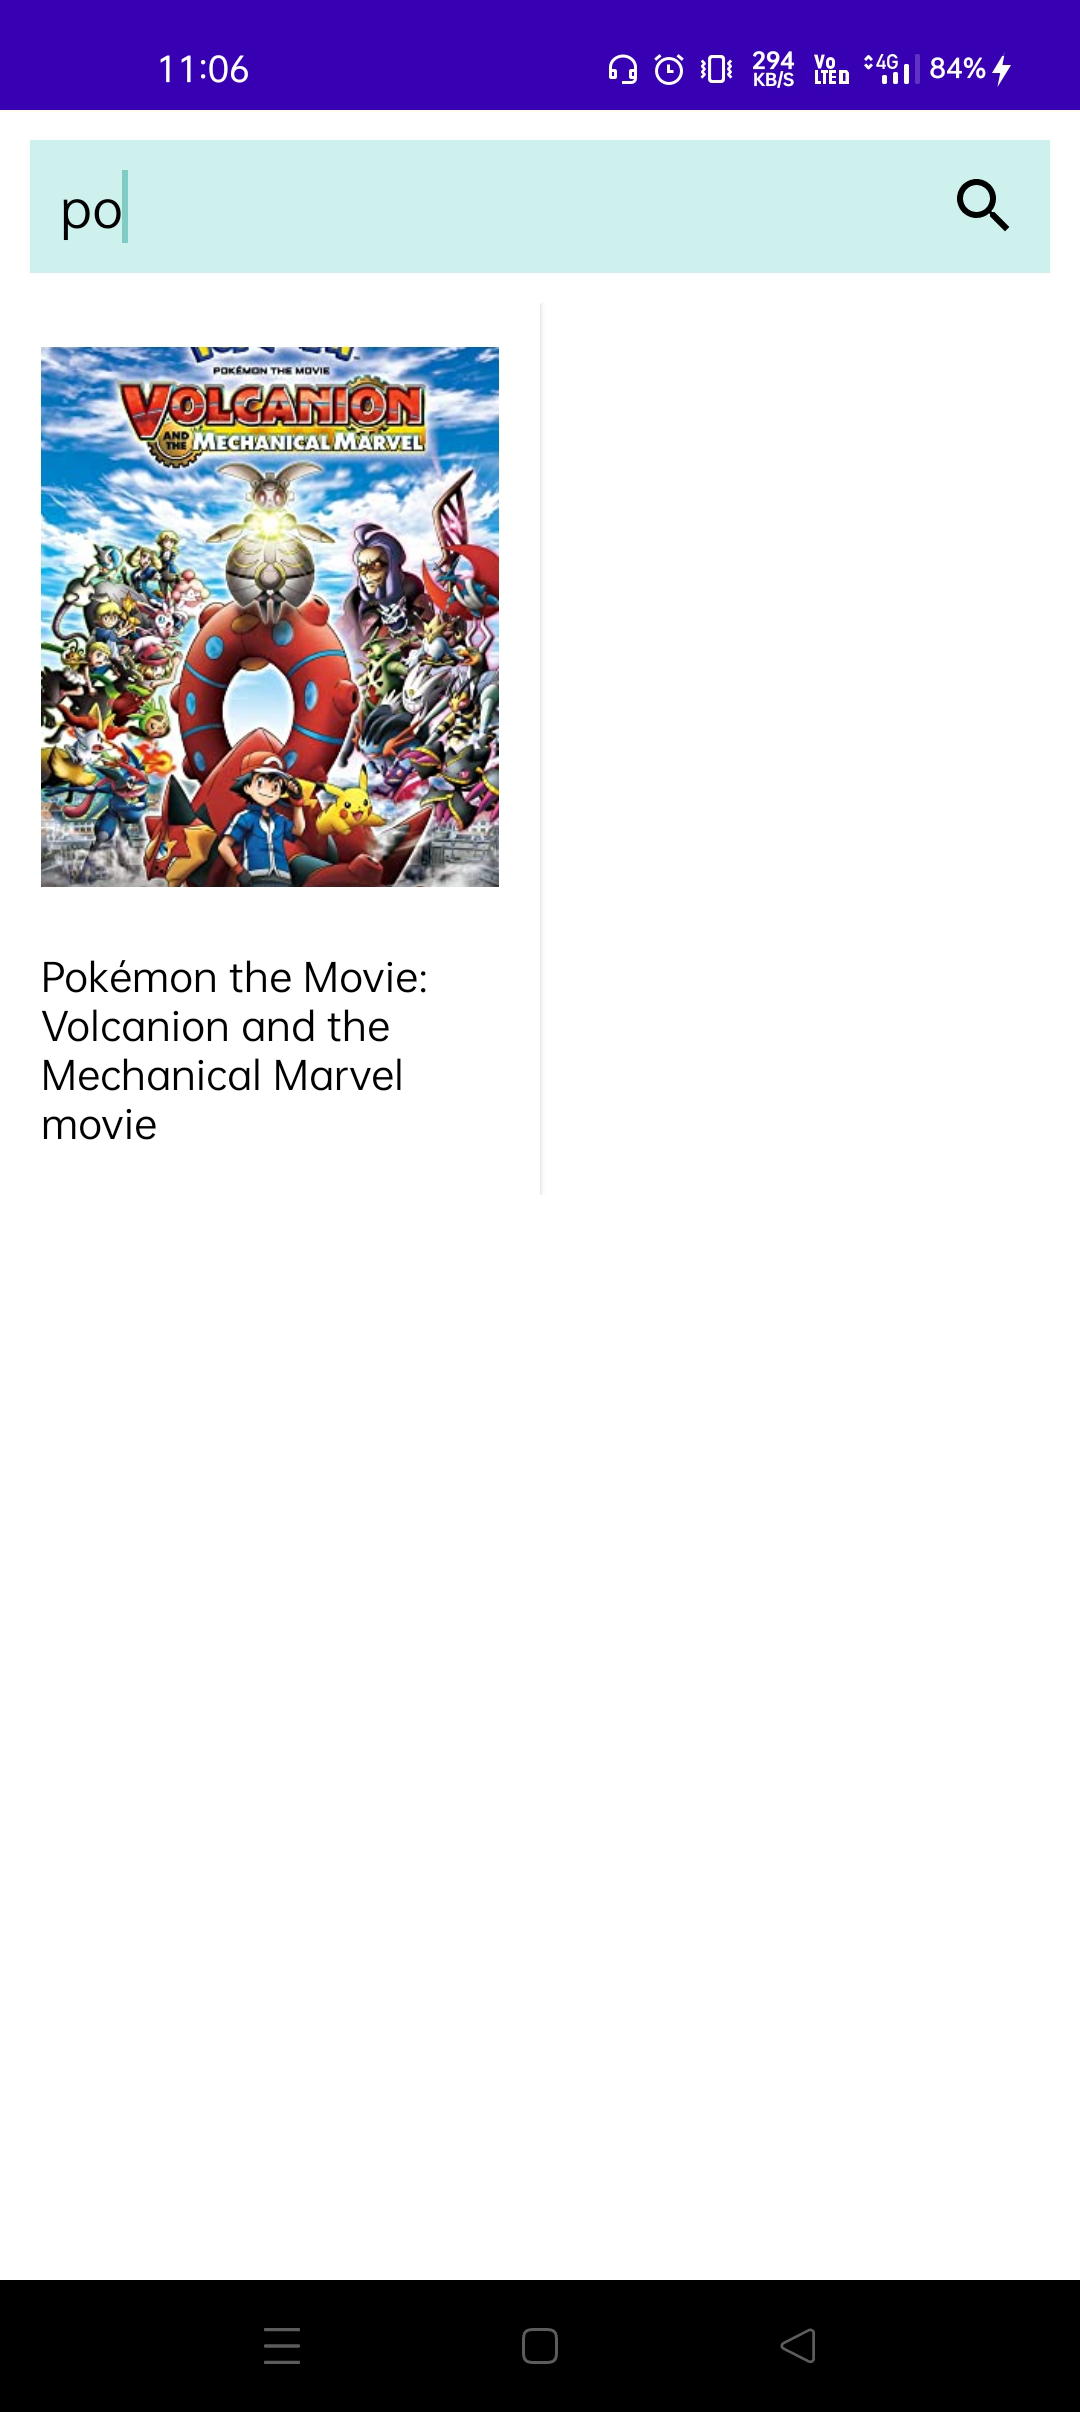 11:06
294
KB/S
Vo
LTE
4G
84%
po
POKÉMON THE MOVIE
VOLCANION
AND THE MECHANICAL MARVEL
Pokémon the Movie:
Volcanion and the
Mechanical Marvel
movie